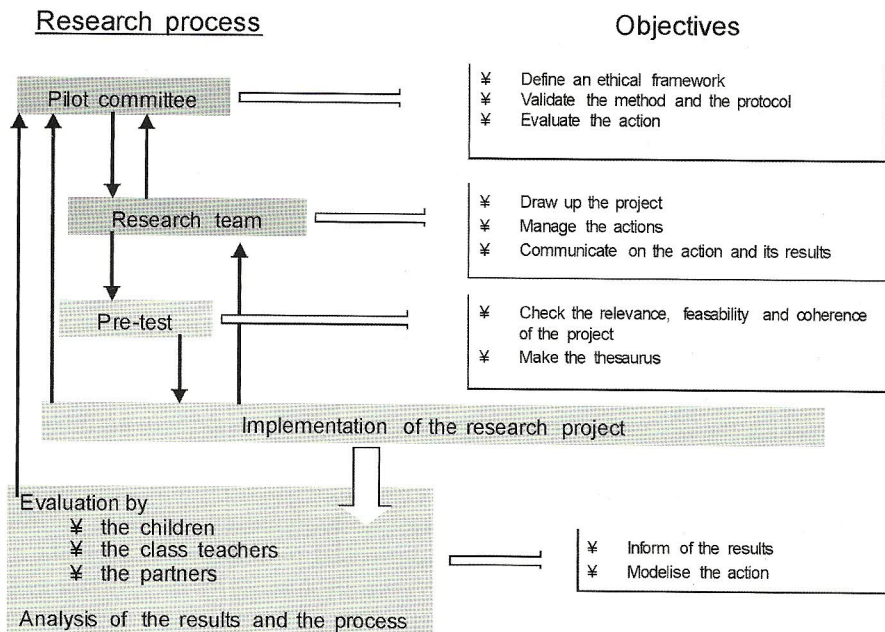 Research process
Objectives
Pilot committee
¥ Define an ethical framework
¥ Validate the method and the protocol
¥ Evaluate the action
Research team
¥ Draw up the project
¥ Manage the actions
¥ Communicate on the action and its results
Pre-test
¥ Check the relevance, feasability and coherence
of the project
¥ Make the thesaurus
Implementation of the research project
Evaluation by
¥ the children
¥ the class teachers
¥ the partners
Analysis of the results and the process
¥ Inform of the results
¥ Modelise the action